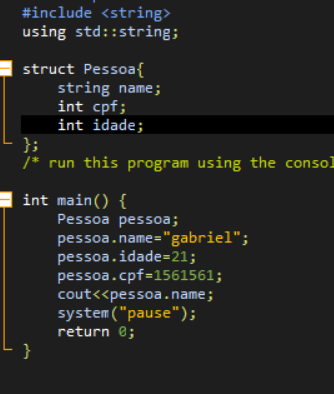 #include <string>
using std::string;
struct Pessoa{
string name;
int cpf;
int idade;
};
/* run this program using the consol
int main() {
Pessoa pessoa;
pessoa.name="gabriel";
pessoa.idade=21;
pessoa.cpf=1561561;
cout<<pessoa.name;
system("pause");
return 0;
}